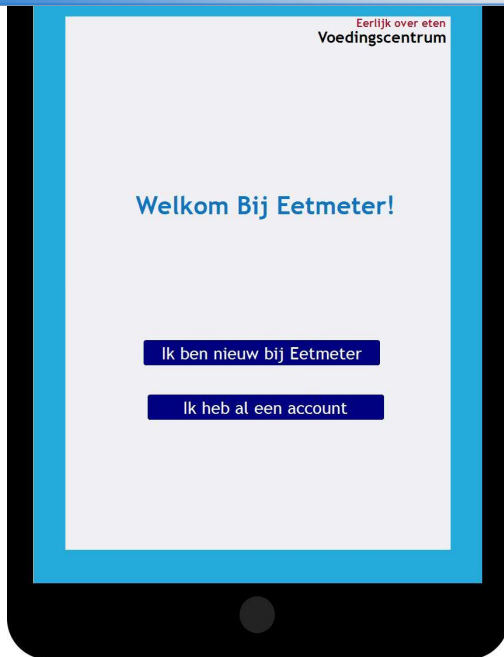 Eerlijk over eten
Voedingscentrum
Welkom Bij Eetmeter!
Ik ben nieuw bij Eetmeter
Ik heb al een account